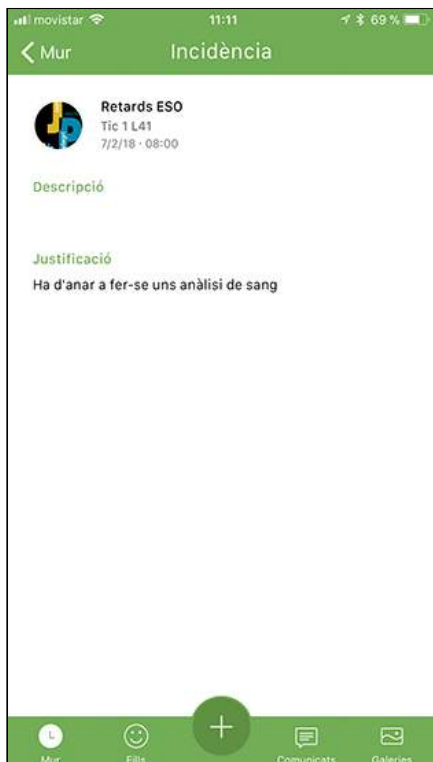 movistar 11:11 69 %
Mur Incidència
Retards ESO
Tic 1 L41
7/2/18 · 08:00
Descripció
Justificació
Ha d'anar a fer-se uns anàlisi de sang
+
Mur Fills Comunicats Galeries